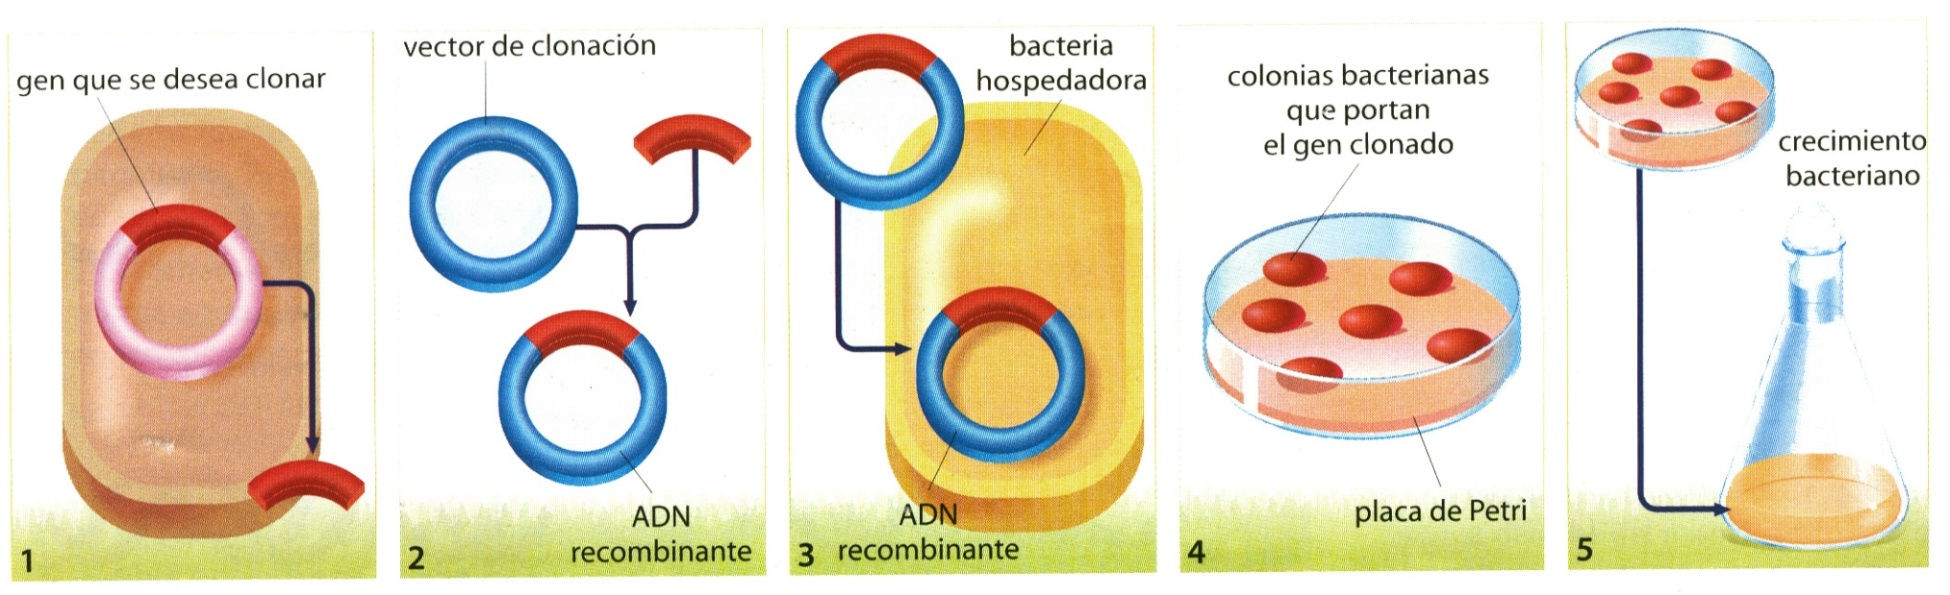 gen que se desea clonar
1
vector de clonación
ADN
recombinante
2
bacteria
hospedadora
ADN
recombinante
3
colonias bacterianas
que portan
el gen clonado
placa de Petri
4
crecimiento
bacteriano
5